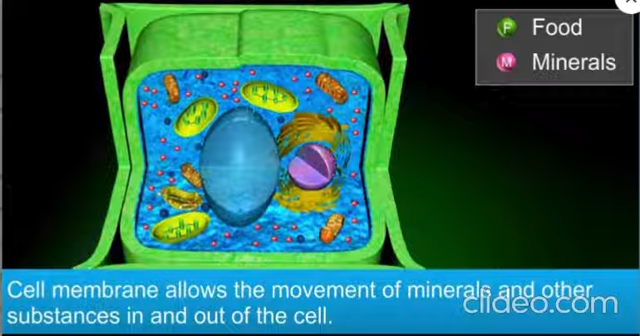 F Food
M Minerals
Cell membrane allows the movement of minerals and other
substances in and out of the cell.
clideo.com